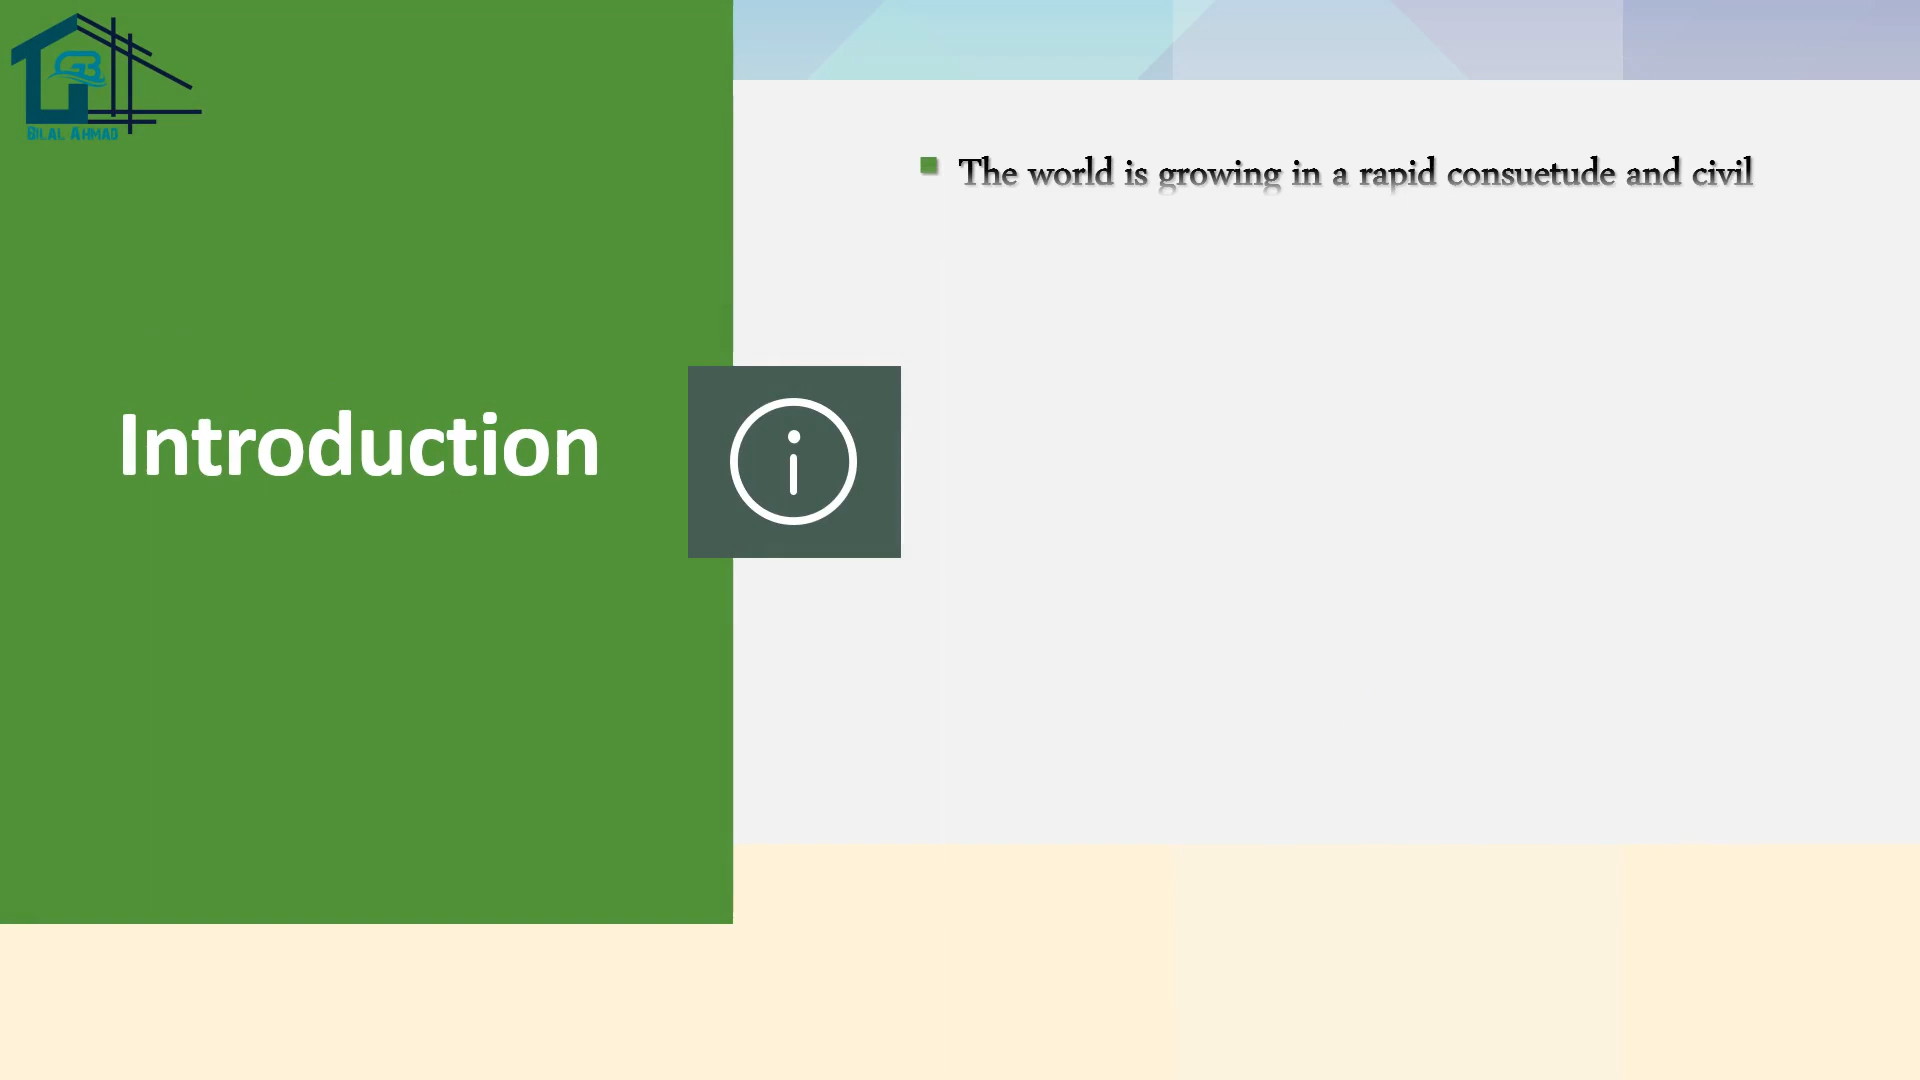 BILAL AHMAD
Introduction
The world is growing in a rapid consuetude and civil